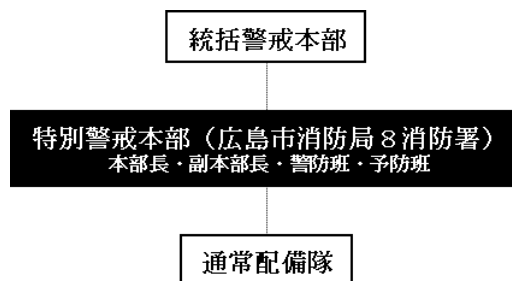 統括警戒本部
特別警戒本部（広島市消防局８消防署）
本部長・副本部長・警防班・予防班
通常配備隊